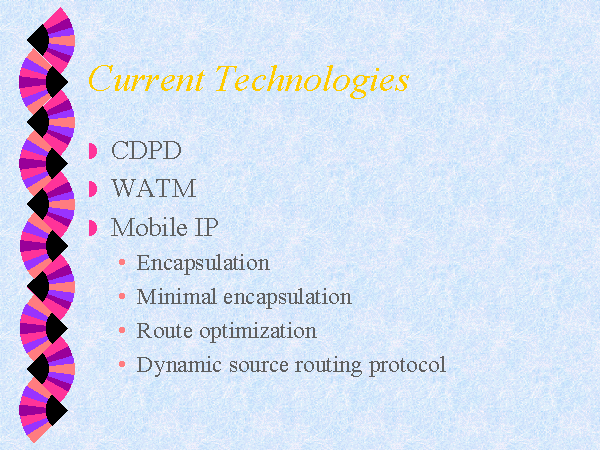 Current Technologies
CDPD
WATM
Mobile IP
Encapsulation
Minimal encapsulation
Route optimization
Dynamic source routing protocol